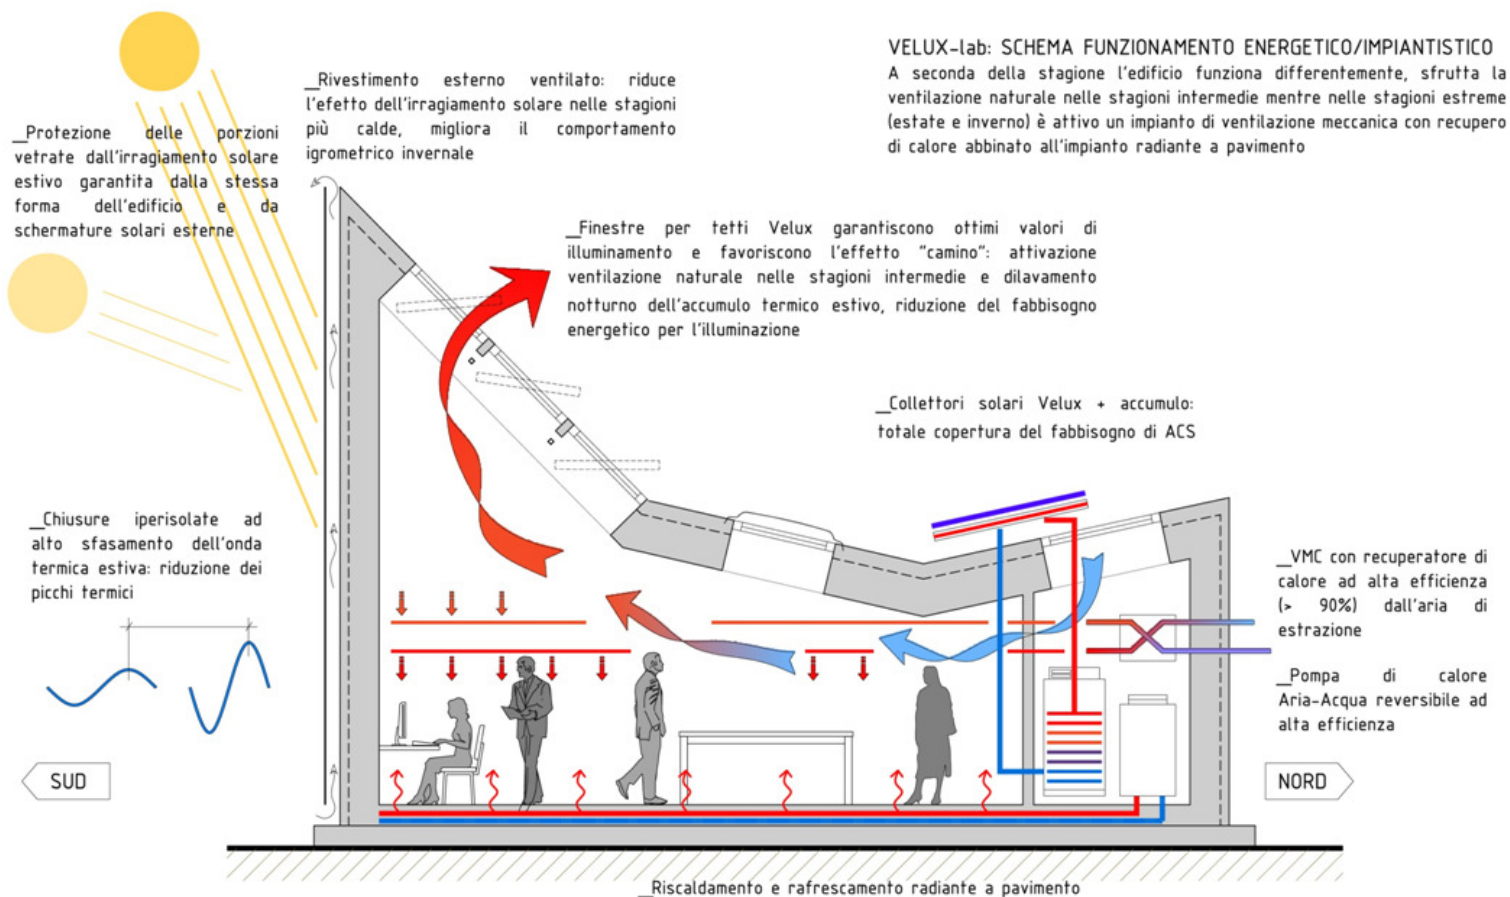 VELUX-lab: SCHEMA FUNZIONAMENTO ENERGETICO/IMPIANTISTICO
A seconda della stagione l'edificio funziona differentemente, sfrutta la
ventilazione naturale nelle stagioni intermedie mentre nelle stagioni estreme
(estate e inverno) è attivo un impianto di ventilazione meccanica con recupero
di calore abbinato all'impianto radiante a pavimento
_Rivestimento esterno ventilato: riduce
l'efetto dell'irragiamento solare nelle stagioni
più calde, migliora il comportamento
igrometrico invernale
_Protezione delle porzioni
vetrate dall'irragiamento solare
estivo garantita dalla stessa
forma dell'edificio e da
schermature solari esterne
_Finestre per tetti Velux garantiscono ottimi valori di
illuminamento e favoriscono l'effetto "camino": attivazione
ventilazione naturale nelle stagioni intermedie e dilavamento
notturno dell'accumulo termico estivo, riduzione del fabbisogno
energetico per l'illuminazione
_Collettori solari Velux + accumulo:
totale copertura del fabbisogno di ACS
_Chiusure iperisolate ad
alto sfasamento dell'onda
termica estiva: riduzione dei
picchi termici
_VMC con recuperatore di
calore ad alta efficienza
(> 90%) dall'aria di
estrazione
_Pompa di calore
Aria-Acqua reversibile ad
alta efficienza
SUD
NORD
_Riscaldamento e rafrescamento radiante a pavimento